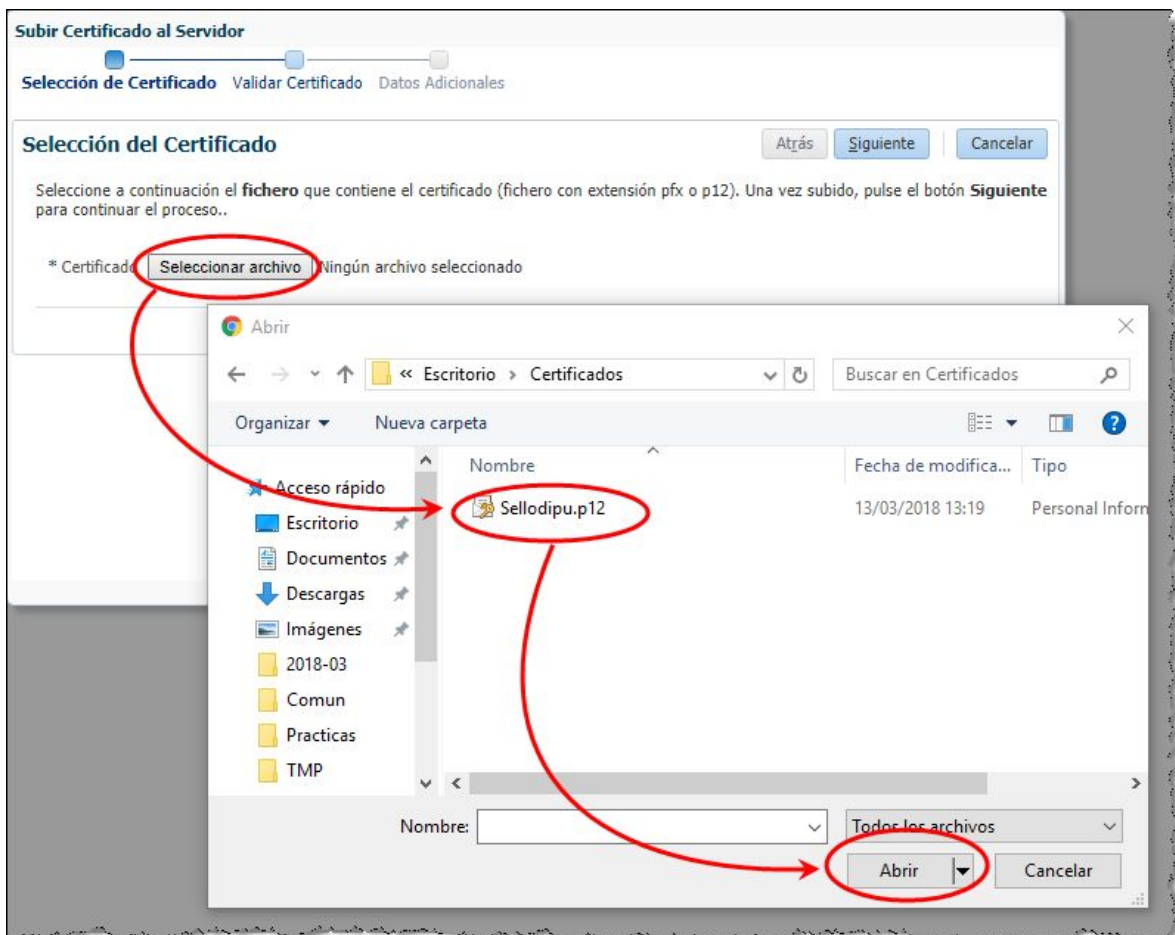 Subir Certificado al Servidor
Selección de Certificado Validar Certificado Datos Adicionales
Selección del Certificado
Atrás Siguiente Cancelar
Seleccione a continuación el fichero que contiene el certificado (fichero con extensión pfx o p12). Una vez subido, pulse el botón Siguiente
para continuar el proceso..
* Certificado Seleccionar archivo Ningún archivo seleccionado
Abrir
« Escritorio › Certificados
Buscar en Certificados
Organizar Nueva carpeta
Nombre Fecha de modifica... Tipo
Acceso rápido
Sellodipu.p12 13/03/2018 13:19 Personal Inforn
Escritorio
Documentos
Descargas
Imágenes
2018-03
Comun
Practicas
TMP
Nombre: Todos los archivos
Abrir Cancelar